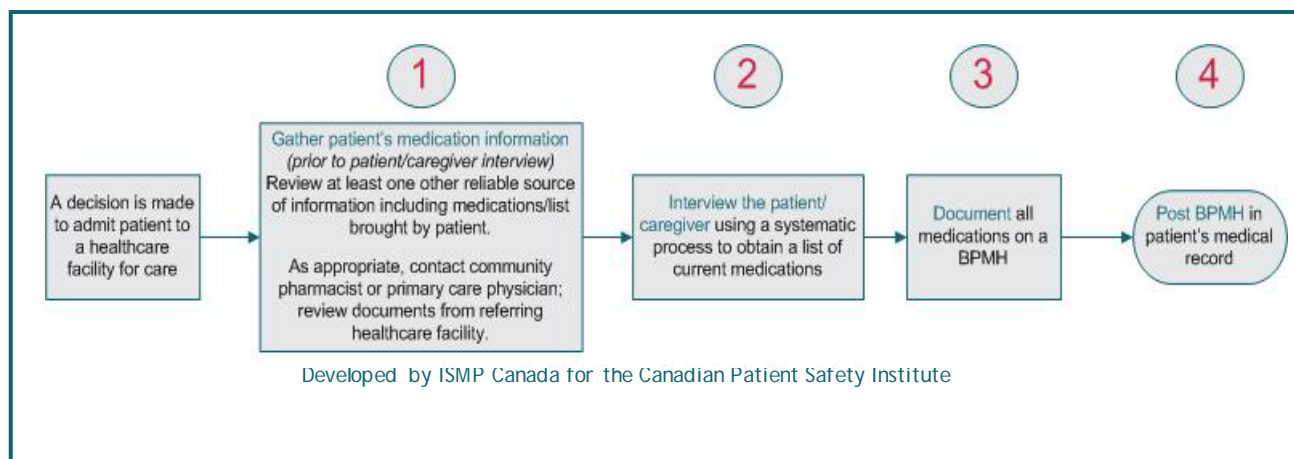 1
2
3
4
A decision is made
to admit patient to
a healthcare
facility for care
Gather patient's medication information
(prior to patient/caregiver interview)
Review at least one other reliable source
of information including medications/list
brought by patient.
As appropriate, contact community
pharmacist or primary care physician;
review documents from referring
healthcare facility.
Interview the patient/
caregiver using a systematic
process to obtain a list of
current medications
Document all
medications on a
BPMH
Post BPMH in
patient's medical
record
Developed by ISMP Canada for the Canadian Patient Safety Institute